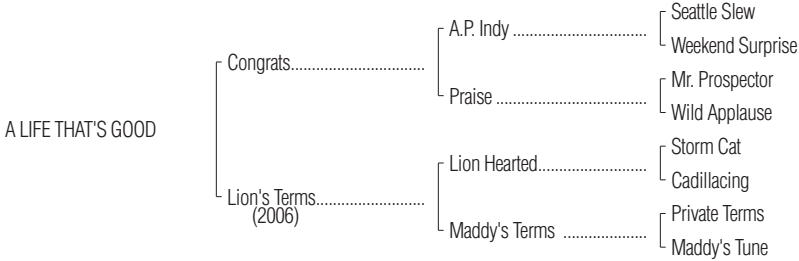 Seattle Slew
A.P. Indy ................................
Weekend Surprise
Congrats................................
Mr. Prospector
Praise ....................................
Wild Applause
A LIFE THAT'S GOOD
Storm Cat
Lion Hearted..........................
Cadillacing
Lion's Terms..........................
(2006)
Private Terms
Maddy's Terms ....................
Maddy's Tune